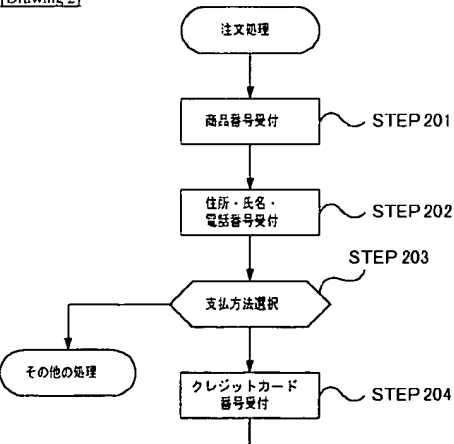 [Drawing 2]
注文処理
商品番号受付
STEP 201
住所・氏名・
電話番号受付
STEP 202
STEP 203
支払方法選択
その他の処理
クレジットカード
番号受付
STEP 204